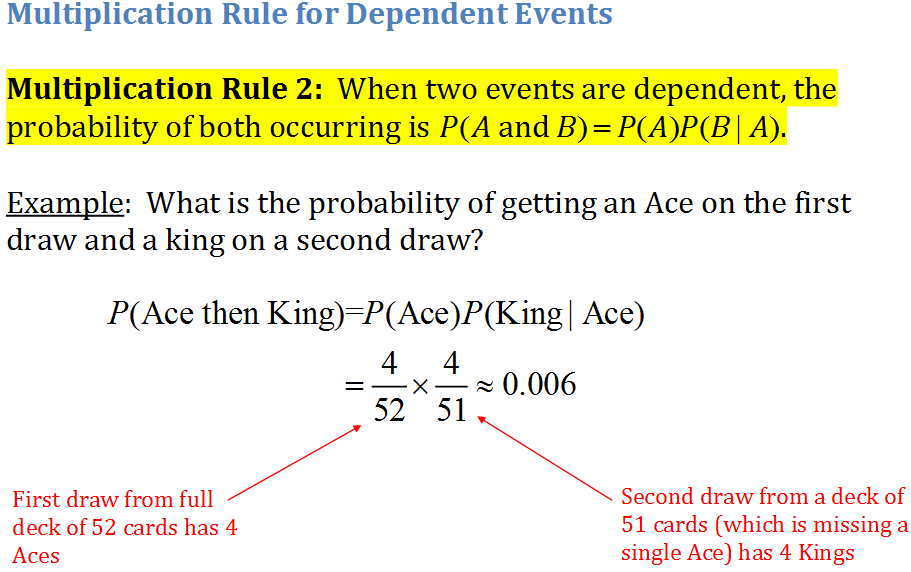 Multiplication Rule for Dependent Events
Multiplication Rule 2: When two events are dependent, the
probability of both occurring is P(A and B)=P(A)P(B| A).
Example: What is the probability of getting an Ace on the first
draw and a king on a second draw?
P(Ace then King)=P(Ace)P(King| Ace)
= 4/52 × 4/51 ≈ 0.006
First draw from full
deck of 52 cards has 4
Aces
Second draw from a deck of
51 cards (which is missing a
single Ace) has 4 Kings